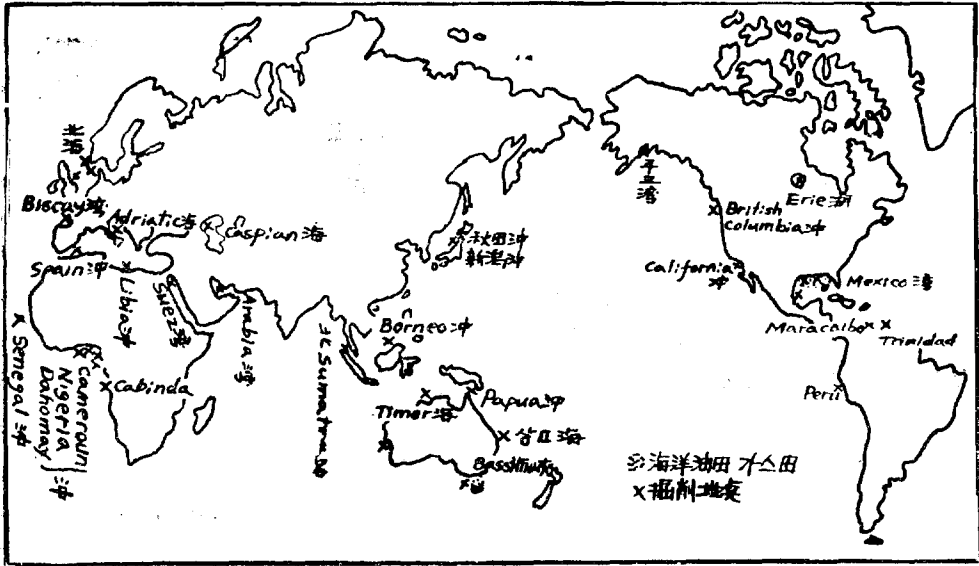 北海
Biscay湾
Adriatic海
Caspian海
Spain沖
Libia沖
Suez湾
Arabia沖
北Sumatra沖
Senegal沖
Cameroun
Nigeria
Dahomay
沖
Cabinda
Borneo沖
秋田沖
新潟沖
Timor海
Papua沖
산호海
British
Columbia沖
Erie湖
California
沖
Mexico湾
Maracaibo
Trinidad
Perú
海洋油田 가스田
掘削地点